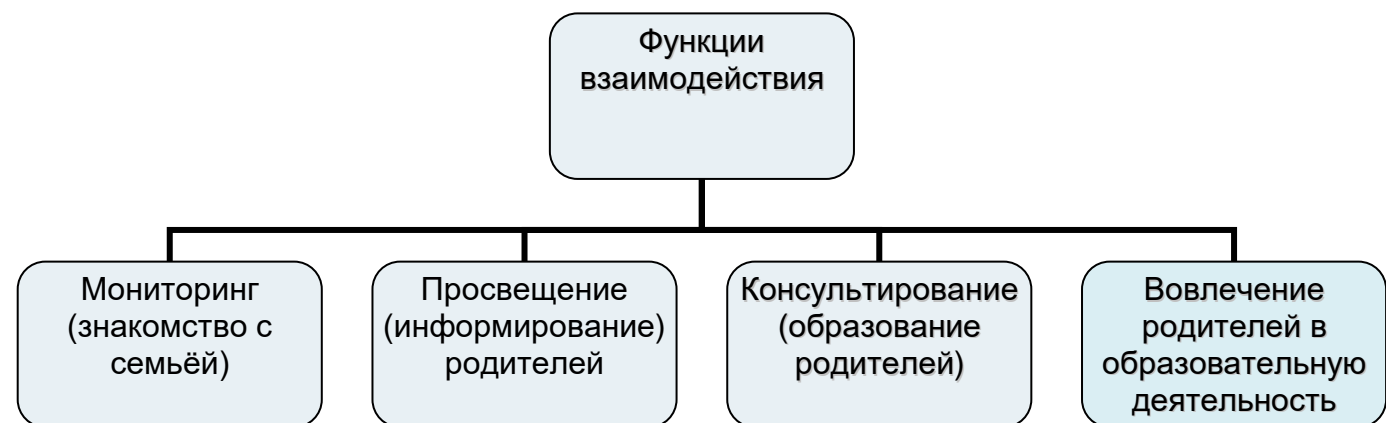 Функции
взаимодействия
Мониторинг
(знакомство с
семьёй)
Просвещение
(информирование)
родителей
Консультирование
(образование
родителей)
Вовлечение
родителей в
образовательную
деятельность